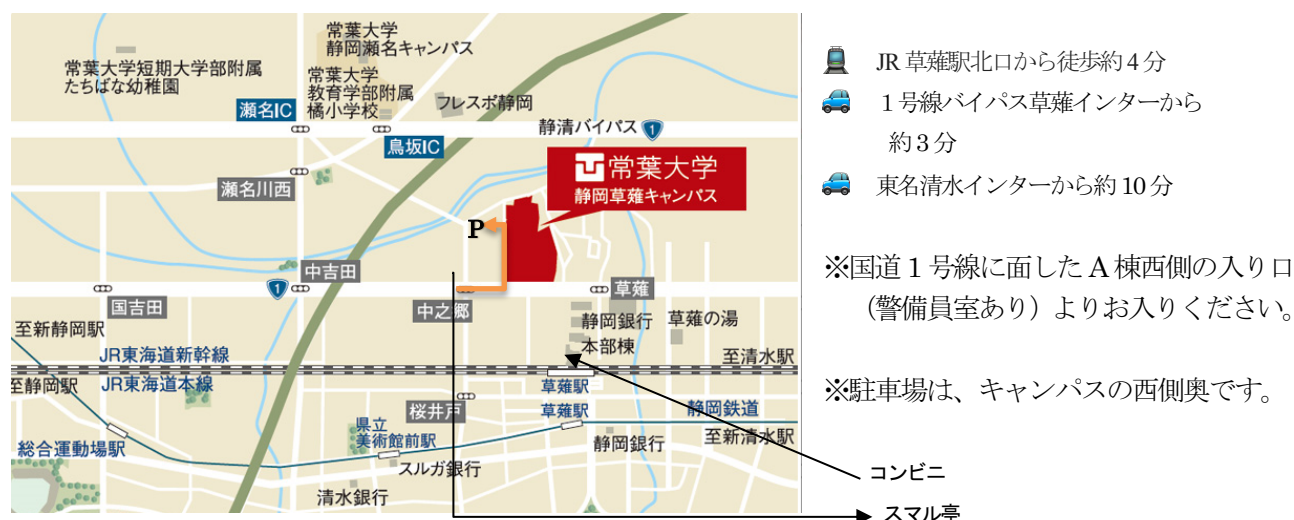 常葉大学
静岡瀬名キャンパス
常葉大学短期大学部附属
たちばな幼稚園
常葉大学
教育学部附属
橘小学校
瀬名IC
フレスポ静岡
静清バイパス 1
鳥坂IC
常葉大学
静岡草薙キャンパス
瀬名川西
P
中吉田
1
国吉田
中之郷
草薙
至新静岡駅
静岡銀行
本部棟
草薙の湯
JR東海道新幹線
至清水駅
至静岡駅
JR東海道本線
草薙駅
桜井戸
草薙駅
静岡鉄道
県立
美術館前駅
総合運動場駅
静岡銀行
至新清水駅
スルガ銀行
清水銀行
JR 草薙駅北口から徒歩約 4 分
1 号線バイパス草薙インターから
約 3 分
東名清水インターから約 10 分
※国道 1 号線に面した A 棟西側の入り口
(警備員室あり) よりお入りください。
※駐車場は、キャンパスの西側奥です。
コンビニ
スマル亭